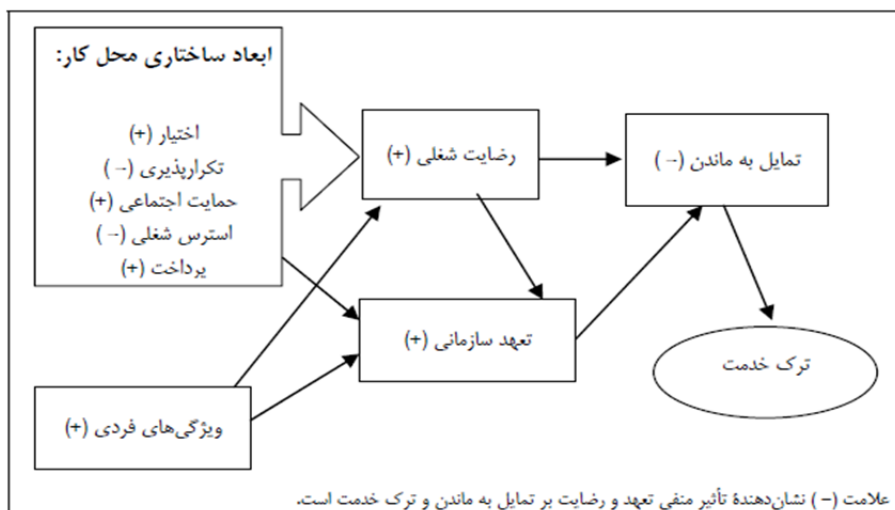 ابعاد ساختاری محل کار:
اختیار (+)
تکرارپذیری (-)
حمایت اجتماعی (+)
استرس شغلی (-)
پرداخت (+)
رضایت شغلی (+)
تمایل به ماندن (-)
تعهد سازمانی (+)
ترک خدمت
ویژگی‌های فردی (+)
علامت (–) نشان‌دهندۀ تأثیر منفی تعهد و رضایت بر تمایل به ماندن و ترک خدمت است.